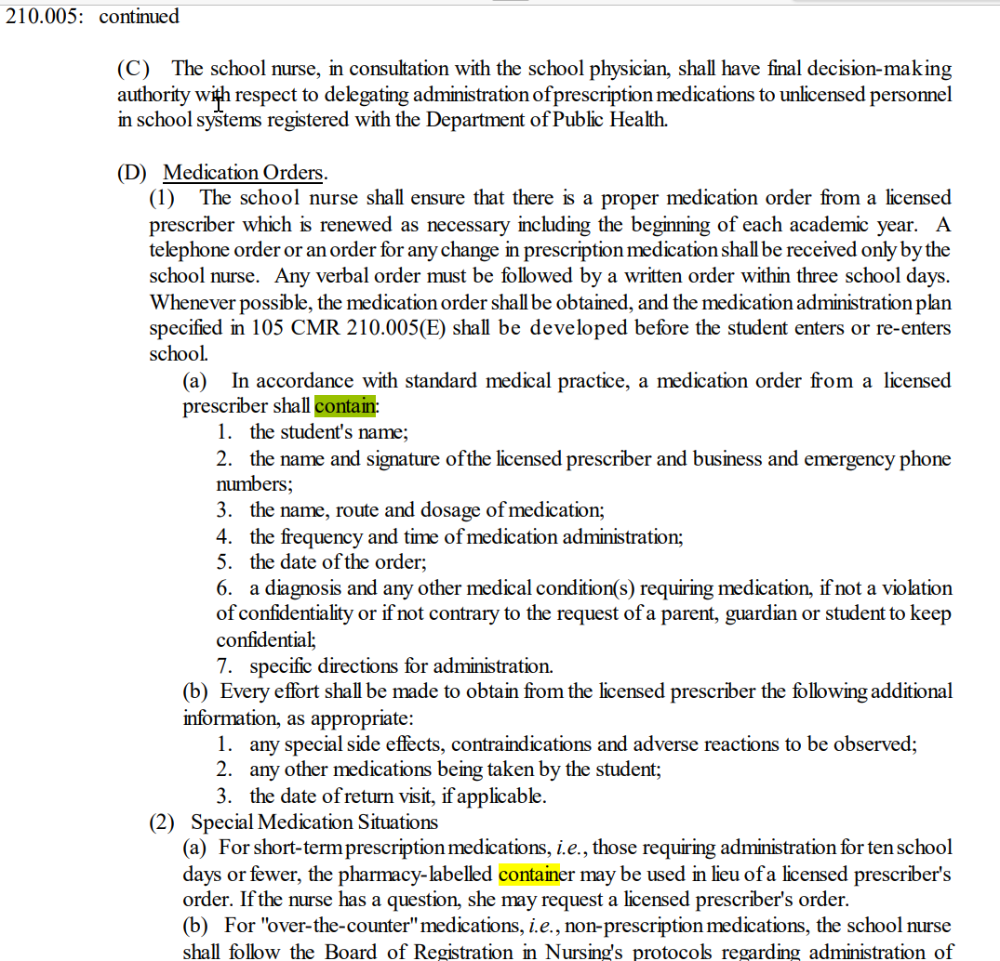 210.005: continued
(C) The school nurse, in consultation with the school physician, shall have final decision-making
authority with respect to delegating administration of prescription medications to unlicensed personnel
in school systems registered with the Department of Public Health.
(D) Medication Orders.
(1) The school nurse shall ensure that there is a proper medication order from a licensed
prescriber which is renewed as necessary including the beginning of each academic year. A
telephone order or an order for any change in prescription medication shall be received only by the
school nurse. Any verbal order must be followed by a written order within three school days.
Whenever possible, the medication order shall be obtained, and the medication administration plan
specified in 105 CMR 210.005(E) shall be developed before the student enters or re-enters
school.
(a) In accordance with standard medical practice, a medication order from a licensed
prescriber shall contain:
1. the student's name;
2. the name and signature of the licensed prescriber and business and emergency phone
numbers;
3. the name, route and dosage of medication;
4. the frequency and time of medication administration;
5. the date of the order;
6. a diagnosis and any other medical condition(s) requiring medication, if not a violation
of confidentiality or if not contrary to the request of a parent, guardian or student to keep
confidential;
7. specific directions for administration.
(b) Every effort shall be made to obtain from the licensed prescriber the following additional
information, as appropriate:
1. any special side effects, contraindications and adverse reactions to be observed;
2. any other medications being taken by the student;
3. the date of return visit, if applicable.
(2) Special Medication Situations
(a) For short-term prescription medications, i.e., those requiring administration for ten school
days or fewer, the pharmacy-labelled container may be used in lieu of a licensed prescriber's
order. If the nurse has a question, she may request a licensed prescriber's order.
(b) For "over-the-counter" medications, i.e., non-prescription medications, the school nurse
shall follow the Board of Registration in Nursing's protocols regarding administration of